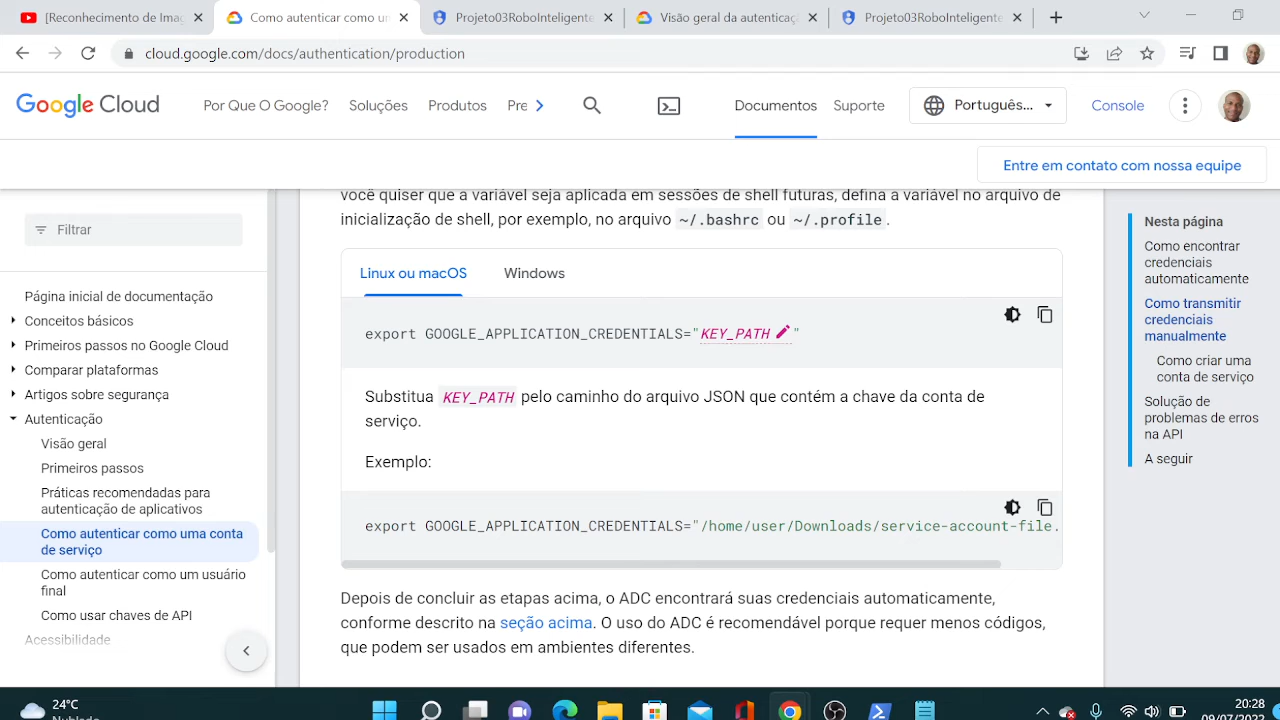 [Reconhecimento de Imag
Como autenticar como um
Projeto03RoboInteligente
Visão geral da autenticaçã
Projeto03RoboInteligente
cloud.google.com/docs/authentication/production
Google Cloud
Por Que O Google?
Soluções
Produtos
Pre
Documentos
Suporte
Português...
Console
Entre em contato com nossa equipe
Filtrar
Página inicial de documentação
Conceitos básicos
Primeiros passos no Google Cloud
Comparar plataformas
Artigos sobre segurança
Autenticação
Visão geral
Primeiros passos
Práticas recomendadas para
autenticação de aplicativos
Como autenticar como uma conta
de serviço
Como autenticar como um usuário
final
Como usar chaves de API
Acessibilidade
você quiser que a variável seja aplicada em sessões de shell futuras, defina a variável no arquivo de
inicialização de shell, por exemplo, no arquivo ~/.bashrc ou ~/.profile.
Linux ou macOS
Windows
export GOOGLE_APPLICATION_CREDENTIALS="KEY_PATH"
Substitua KEY_PATH pelo caminho do arquivo JSON que contém a chave da conta de
serviço.
Exemplo:
export GOOGLE_APPLICATION_CREDENTIALS="/home/user/Downloads/service-account-file.
Depois de concluir as etapas acima, o ADC encontrará suas credenciais automaticamente,
conforme descrito na seção acima. O uso do ADC é recomendável porque requer menos códigos,
que podem ser usados em ambientes diferentes.
Nesta página
Como encontrar
credenciais
automaticamente
Como transmitir
credenciais
manualmente
Como criar uma
conta de serviço
Solução de
problemas de erros
na API
A seguir
24°C
Nublado
20:28
09/07/2022